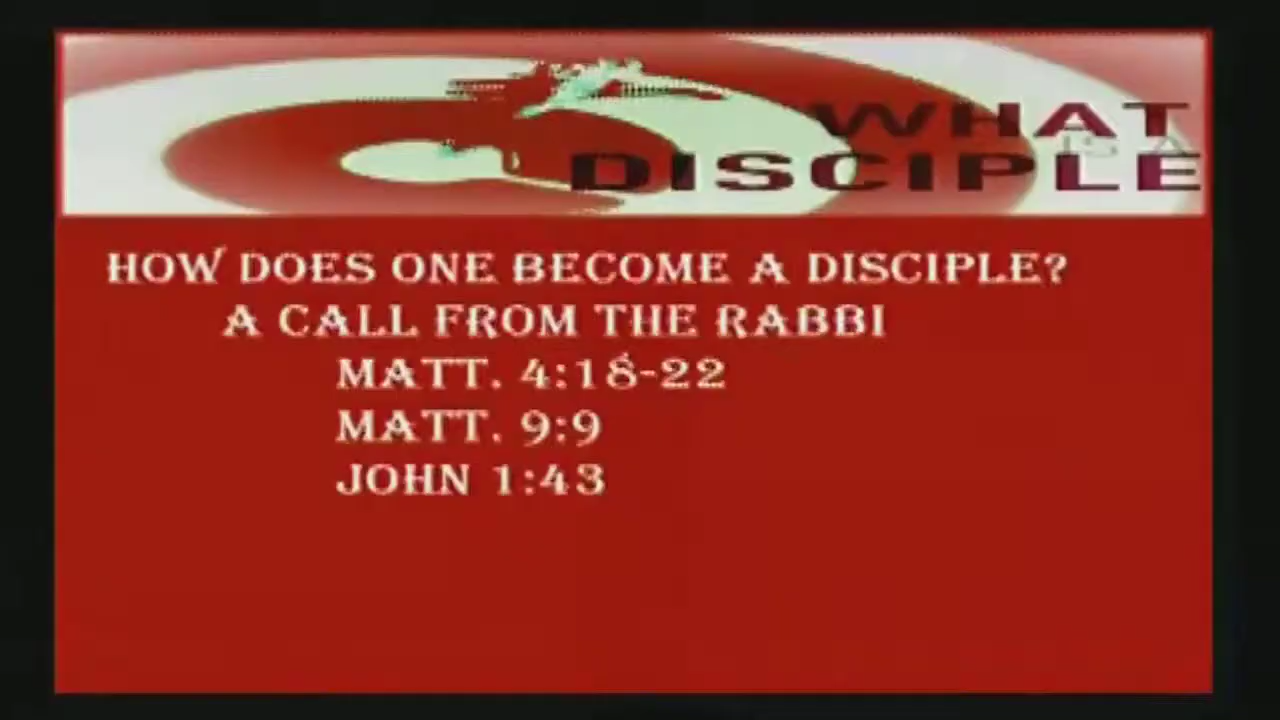 WHAT
IS A
DISCIPLE
HOW DOES ONE BECOME A DISCIPLE?
A CALL FROM THE RABBI
MATT. 4:18-22
MATT. 9:9
JOHN 1:43